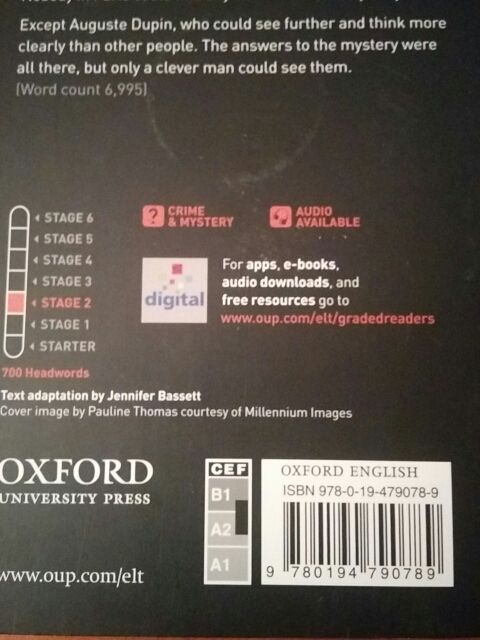 Except Auguste Dupin, who could see further and think more
clearly than other people. The answers to the mystery were
all there, but only a clever man could see them.
[Word count 6,995]
STAGE 6
STAGE 5
STAGE 4
STAGE 3
STAGE 2
STAGE 1
STARTER
700 Headwords
?
CRIME
& MYSTERY
AUDIO
AVAILABLE
digital
For apps, e-books,
audio downloads, and
free resources go to
www.oup.com/elt/gradedreaders
Text adaptation by Jennifer Bassett
Cover image by Pauline Thomas courtesy of Millennium Images
OXFORD
UNIVERSITY PRESS
www.oup.com/elt
CEF
B1
A2
A1
OXFORD ENGLISH
ISBN 978-0-19-479078-9
9 780194 790789